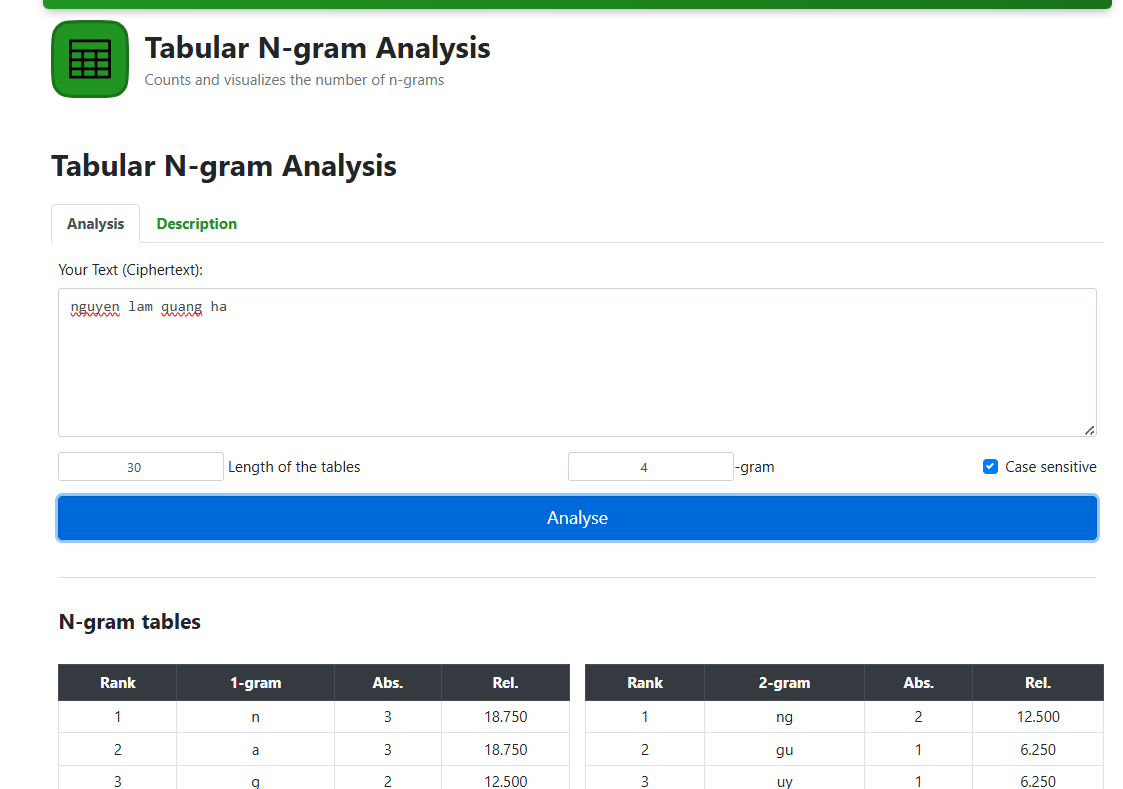 Tabular N-gram Analysis
Counts and visualizes the number of n-grams
Tabular N-gram Analysis
Analysis Description
Your Text (Ciphertext):
nguyen lam quang ha
30 Length of the tables 4 -gram Case sensitive
Analyse
N-gram tables
Rank 1-gram Abs. Rel. Rank 2-gram Abs. Rel.
1 n 3 18.750 1 ng 2 12.500
2 a 3 18.750 2 gu 1 6.250
3 g 2 12.500 3 uy 1 6.250